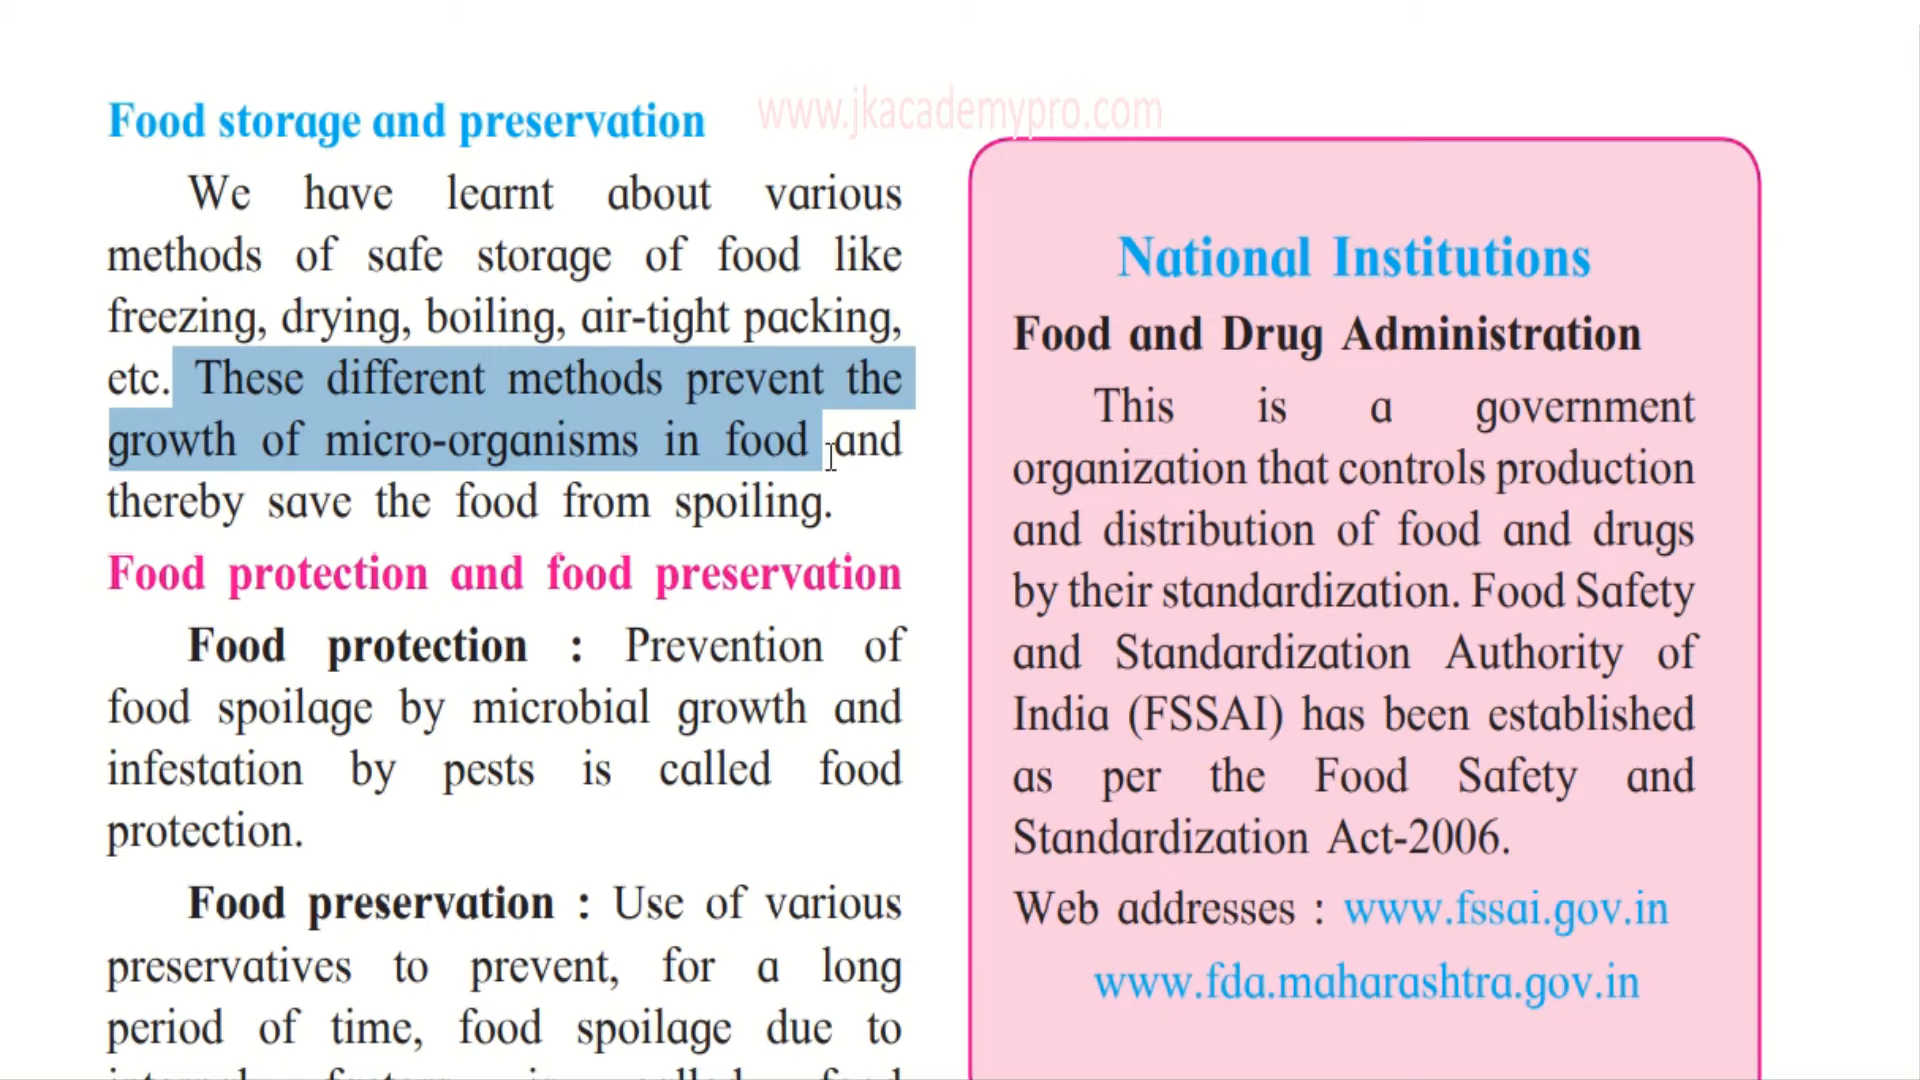 www.jkacademypro.com
Food storage and preservation
We have learnt about various
methods of safe storage of food like
freezing, drying, boiling, air-tight packing,
etc. These different methods prevent the
growth of micro-organisms in food and
thereby save the food from spoiling.
Food protection and food preservation
Food protection : Prevention of
food spoilage by microbial growth and
infestation by pests is called food
protection.
Food preservation : Use of various
preservatives to prevent, for a long
period of time, food spoilage due to
National Institutions
Food and Drug Administration
This is a government
organization that controls production
and distribution of food and drugs
by their standardization. Food Safety
and Standardization Authority of
India (FSSAI) has been established
as per the Food Safety and
Standardization Act-2006.
Web addresses : www.fssai.gov.in
www.fda.maharashtra.gov.in